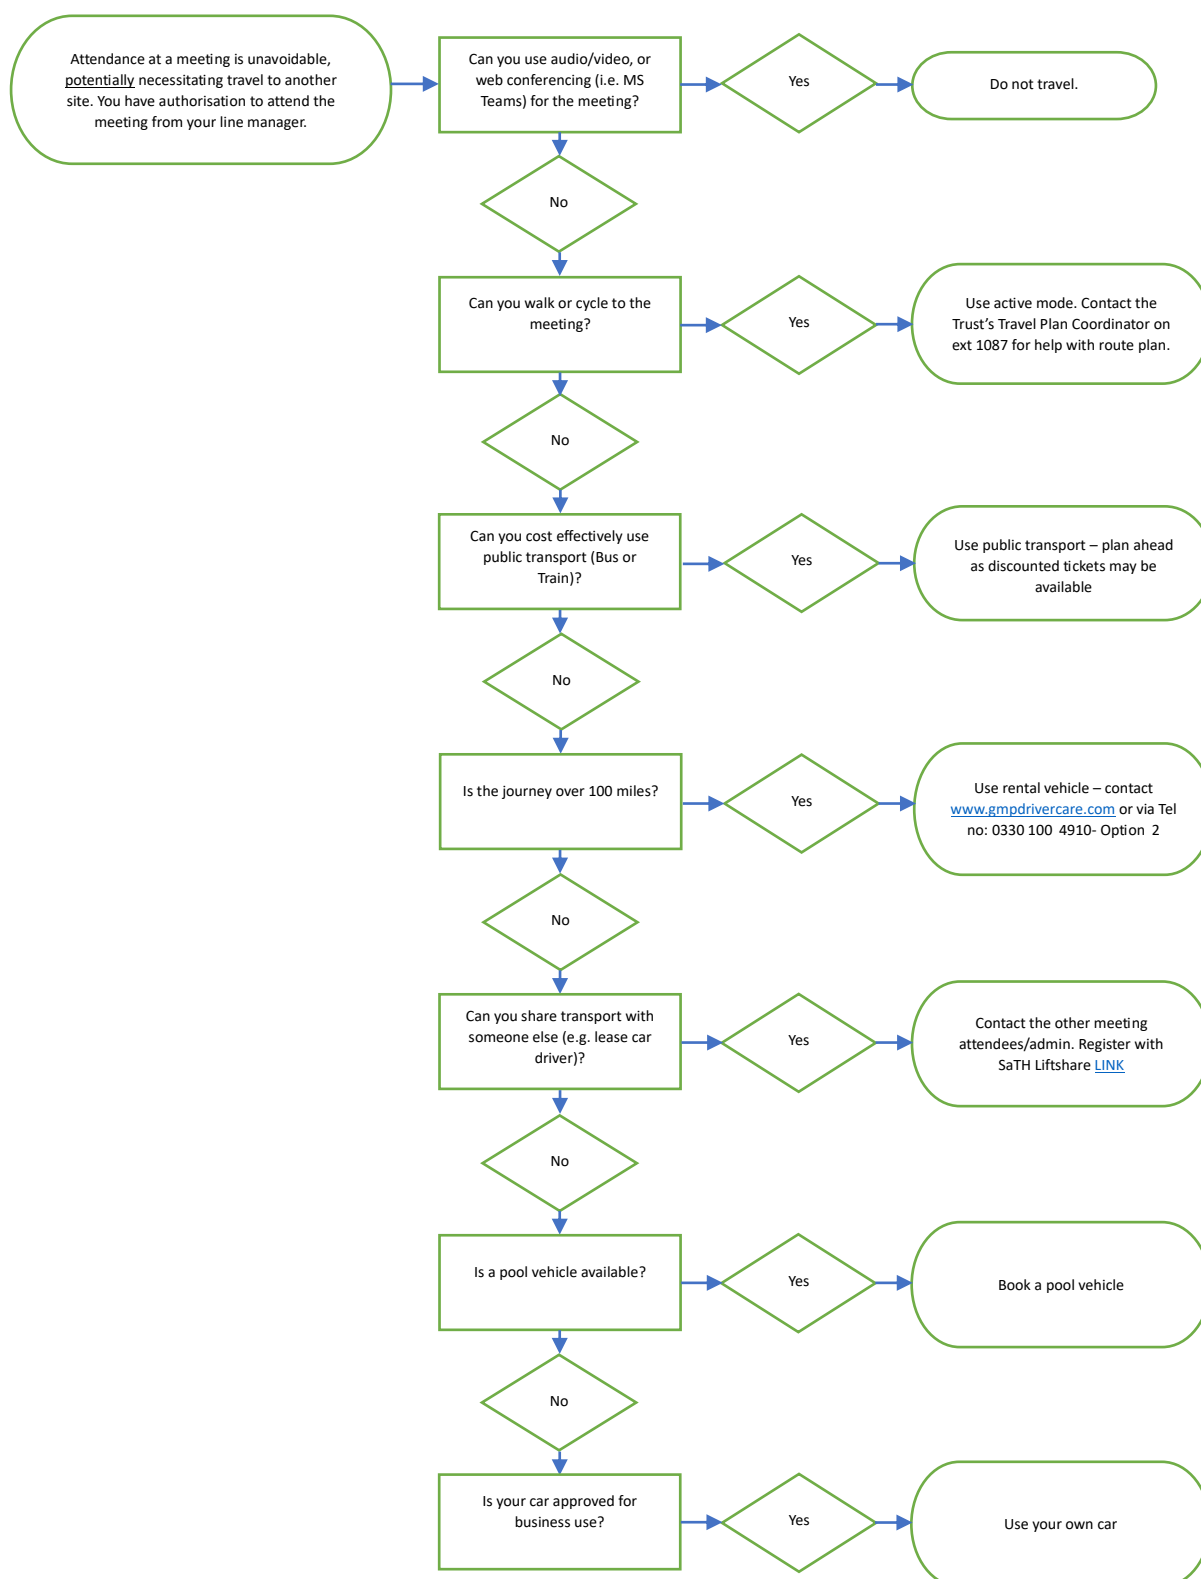 Attendance at a meeting is unavoidable,
potentially necessitating travel to another
site. You have authorisation to attend the
meeting from your line manager.
Can you use audio/video, or
web conferencing (i.e. MS
Teams) for the meeting?
Yes
Do not travel.
No
Can you walk or cycle to the
meeting?
Yes
Use active mode. Contact the
Trust’s Travel Plan Coordinator on
ext 1087 for help with route plan.
No
Can you cost effectively use
public transport (Bus or
Train)?
Yes
Use public transport – plan ahead
as discounted tickets may be
available
No
Is the journey over 100 miles?
Yes
Use rental vehicle – contact
www.gmpdrivercare.com or via Tel
no: 0330 100 4910- Option 2
No
Can you share transport with
someone else (e.g. lease car
driver)?
Yes
Contact the other meeting
attendees/admin. Register with
SaTH Liftshare LINK
No
Is a pool vehicle available?
Yes
Book a pool vehicle
No
Is your car approved for
business use?
Yes
Use your own car